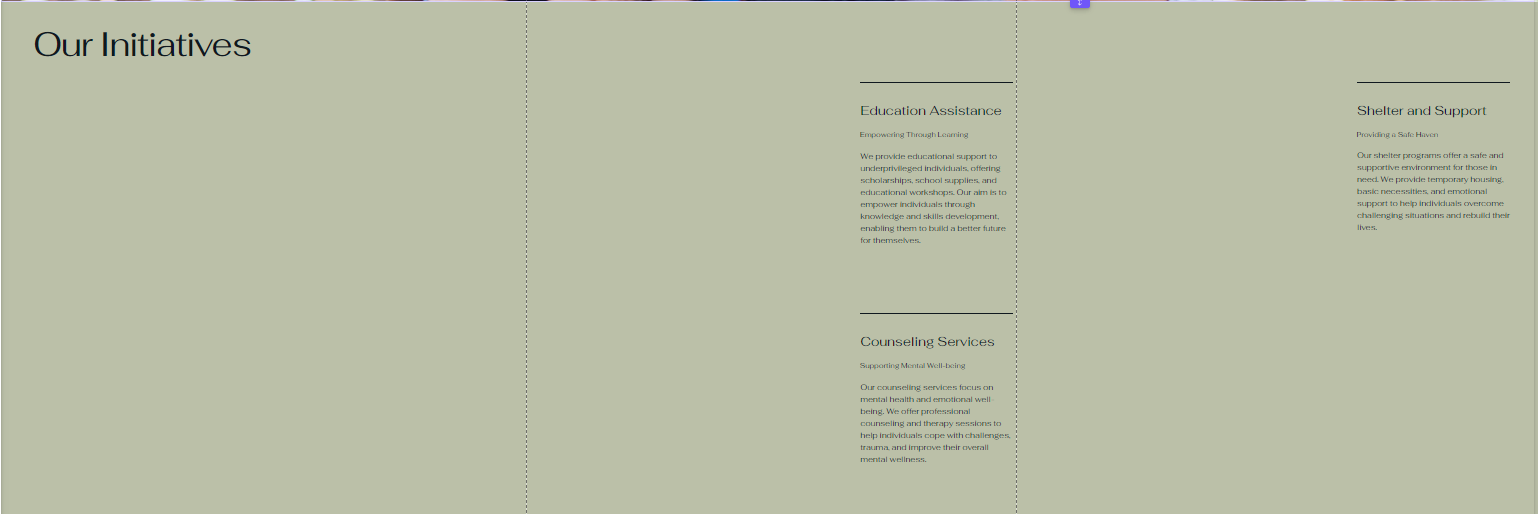 Our Initiatives
Education Assistance
Empowering Through Learning
We provide educational support to
underprivileged individuals, offering
scholarships, school supplies, and
educational workshops. Our aim is to
empower individuals through
knowledge and skills development,
enabling them to build a better future
for themselves.
Shelter and Support
Providing a Safe Haven
Our shelter programs offer a safe and
supportive environment for those in
need. We provide temporary housing,
basic necessities, and emotional
support to help individuals overcome
challenging situations and rebuild their
lives.
Counseling Services
Supporting Mental Well-being
Our counseling services focus on
mental health and emotional well-
being. We offer professional
counseling and therapy sessions to
help individuals cope with challenges,
trauma, and improve their overall
mental wellness.